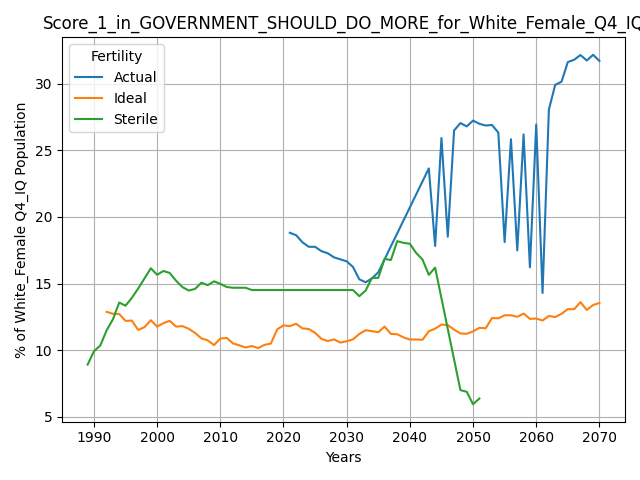 Score_1_in_GOVERNMENT_SHOULD_DO_MORE_for_White_Female_Q4_IQ
Fertility
Actual
Ideal
Sterile
% of White_Female Q4_IQ Population
30
25
20
15
10
5
1990 2000 2010 2020 2030 2040 2050 2060 2070
Years